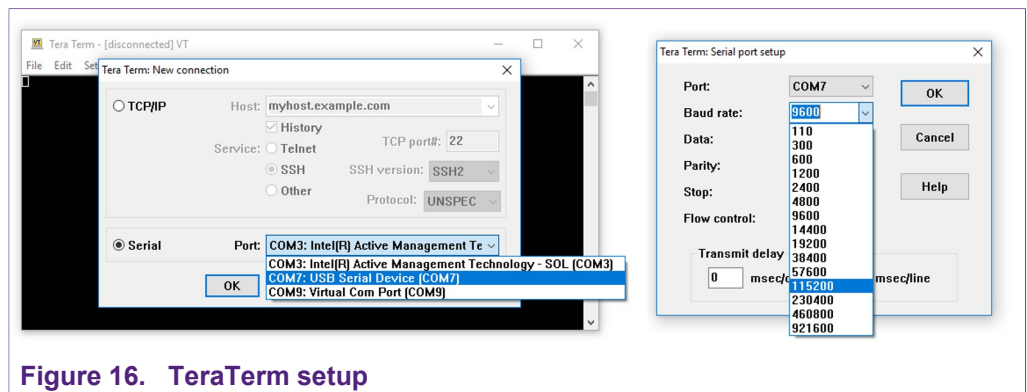 Tera Term - [disconnected] VT
File Edit Set
Tera Term: New connection
TCP/IP
Host: myhost.example.com
History
Service: Telnet
TCP port#: 22
SSH
SSH version: SSH2
Other
Protocol: UNSPEC
Serial
Port: COM3: Intel(R) Active Management Te
COM3: Intel(R) Active Management Technology - SOL (COM3)
COM7: USB Serial Device (COM7)
COM9: Virtual Com Port (COM9)
OK
Tera Term: Serial port setup
Port: COM7
OK
Baud rate: 9600
Data:
Cancel
Parity:
Stop:
Help
Flow control:
110
300
600
1200
2400
4800
9600
14400
19200
38400
57600
115200
230400
460800
921600
Transmit delay
0 msec/c
msec/line
Figure 16. TeraTerm setup